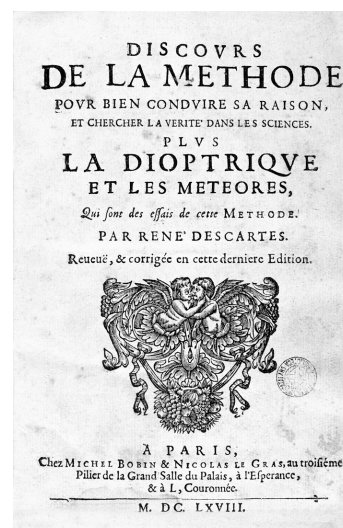 DISCOVRS
DE LA METHODE
POVR BIEN CONDVIRE SA RAISON,
ET CHERCHER LA VERITE' DANS LES SCIENCES.
PLVS
LA DIOPTRIQVE
ET LES METEORES,
Qui ſont des eſſais de cette METHODE.
PAR RENE' DESCARTES.
Reueuë, & corrigée en cette derniere Edition.
A PARIS,
Chez MICHEL BOBIN & NICOLAS LE GRAS, au troiſiéme
Pilier de la Grand Salle du Palais, à l'Eſperance,
& à L, Couronnée.
M. DC. LXVIII.